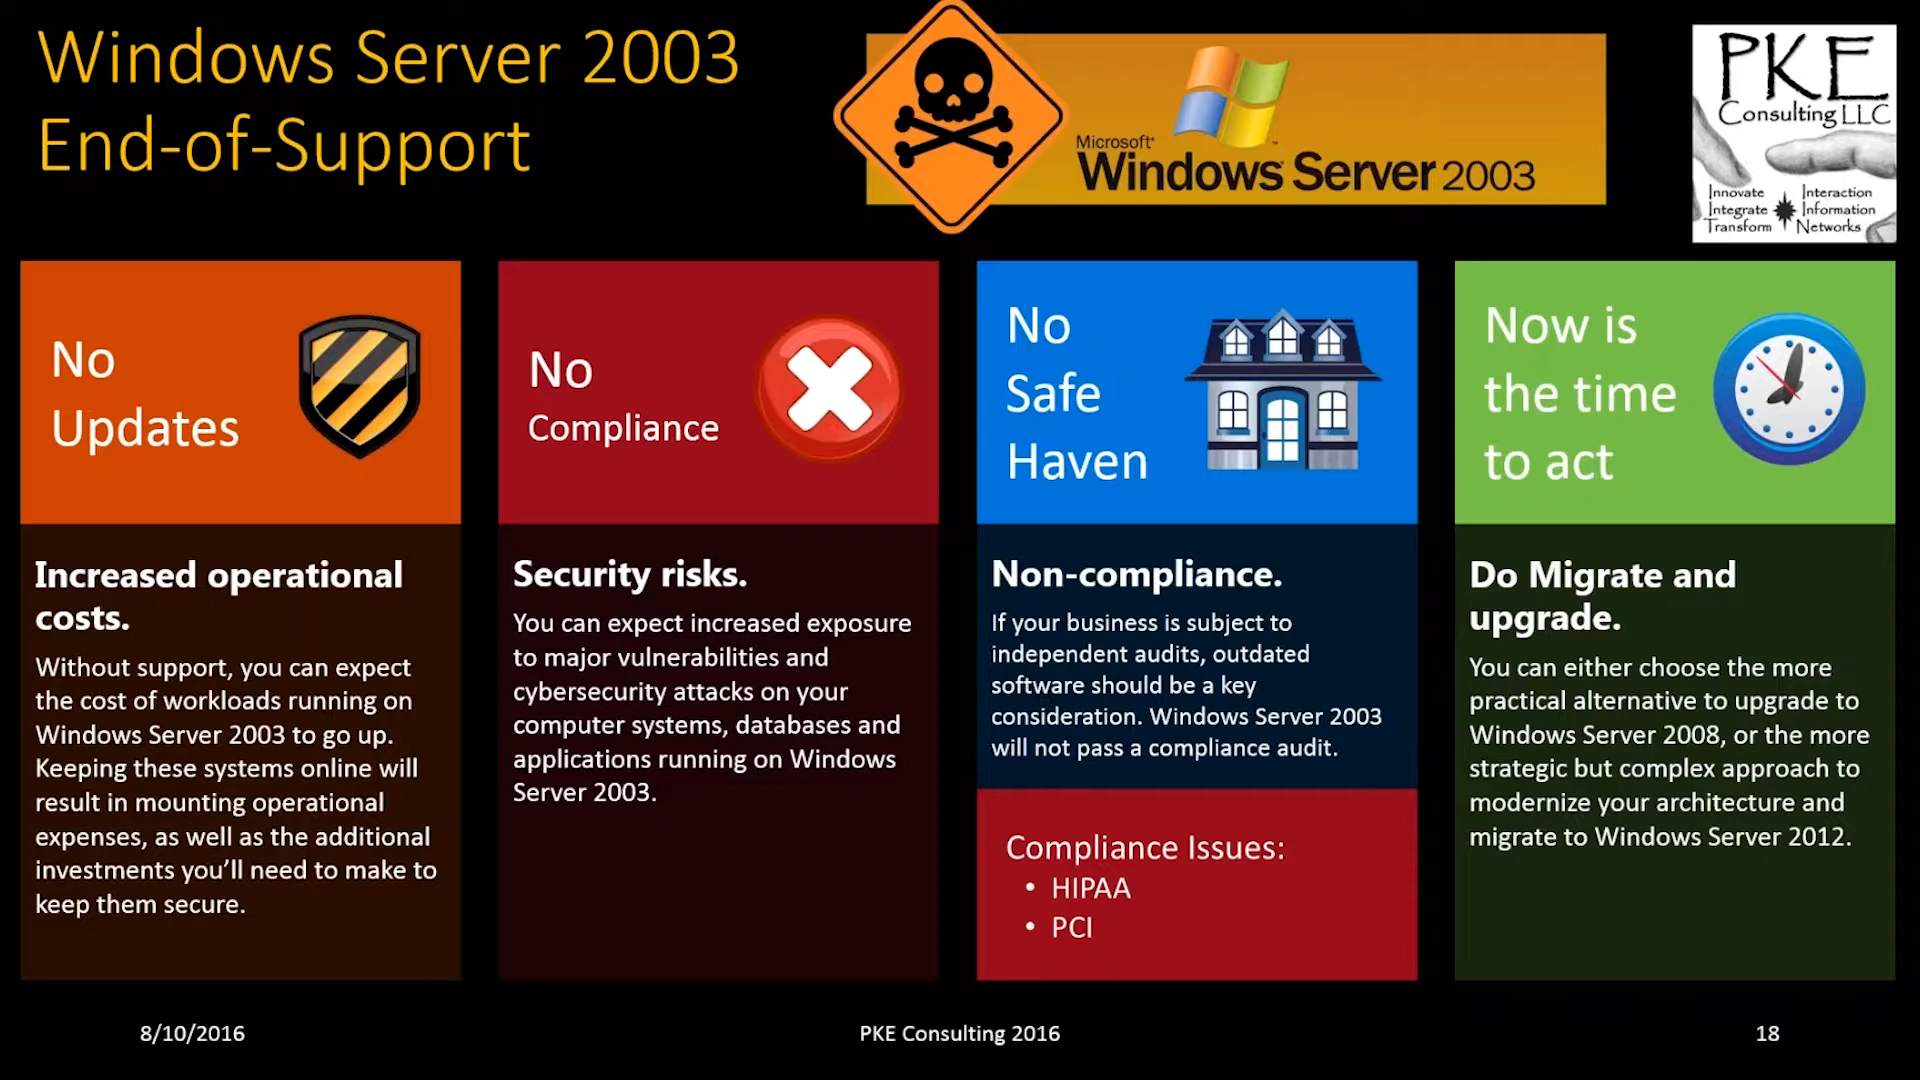 Windows Server 2003
End-of-Support
Microsoft®
Windows Server 2003
PKE
Consulting LLC
Innovate
Integrate
Transform
Interaction
Information
Networks
No
Updates
Increased operational
costs.
Without support, you can expect
the cost of workloads running on
Windows Server 2003 to go up.
Keeping these systems online will
result in mounting operational
expenses, as well as the additional
investments you’ll need to make to
keep them secure.
No
Compliance
Security risks.
You can expect increased exposure
to major vulnerabilities and
cybersecurity attacks on your
computer systems, databases and
applications running on Windows
Server 2003.
No
Safe
Haven
Non-compliance.
If your business is subject to
independent audits, outdated
software should be a key
consideration. Windows Server 2003
will not pass a compliance audit.
Compliance Issues:
• HIPAA
• PCI
Now is
the time
to act
Do Migrate and
upgrade.
You can either choose the more
practical alternative to upgrade to
Windows Server 2008, or the more
strategic but complex approach to
modernize your architecture and
migrate to Windows Server 2012.
8/10/2016
PKE Consulting 2016
18